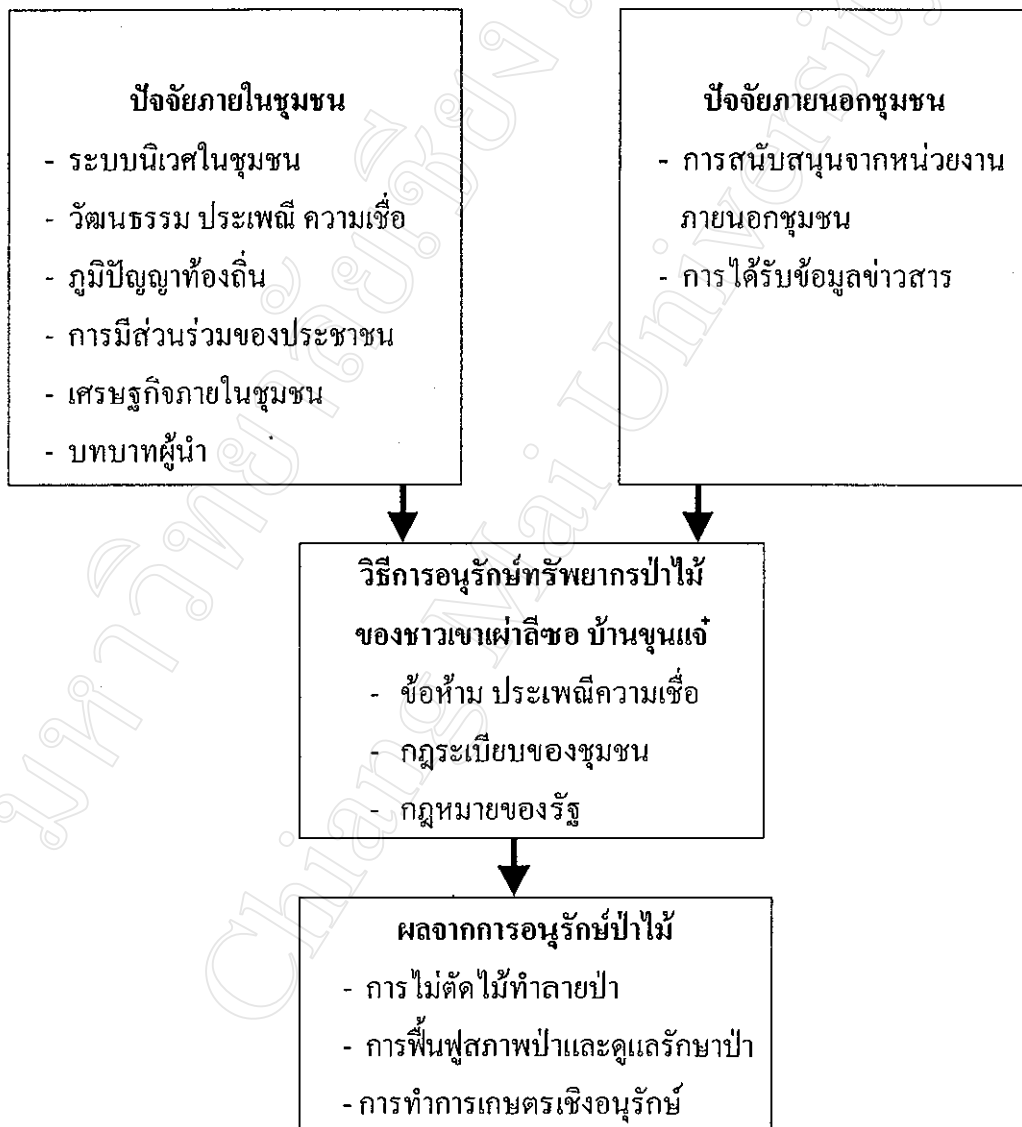 ปัจจัยภายในชุมชน
- ระบบนิเวศในชุมชน
- วัฒนธรรม ประเพณี ความเชื่อ
- ภูมิปัญญาท้องถิ่น
- การมีส่วนร่วมของประชาชน
- เศรษฐกิจภายในชุมชน
- บทบาทผู้นำ
ปัจจัยภายนอกชุมชน
- การสนับสนุนจากหน่วยงาน
ภายนอกชุมชน
- การได้รับข้อมูลข่าวสาร
วิธีการอนุรักษ์ทรัพยากรป่าไม้
ของชาวเขาเผ่าลีซอ บ้านขุนแจ๋
- ข้อห้าม ประเพณีความเชื่อ
- กฎระเบียบของชุมชน
- กฎหมายของรัฐ
ผลจากการอนุรักษ์ป่าไม้
- การไม่ตัดไม้ทำลายป่า
- การฟื้นฟูสภาพป่าและดูแลรักษาป่า
- การทำการเกษตรเชิงอนุรักษ์
มหาวิทยาลัยเชียง
Chiang Mai University